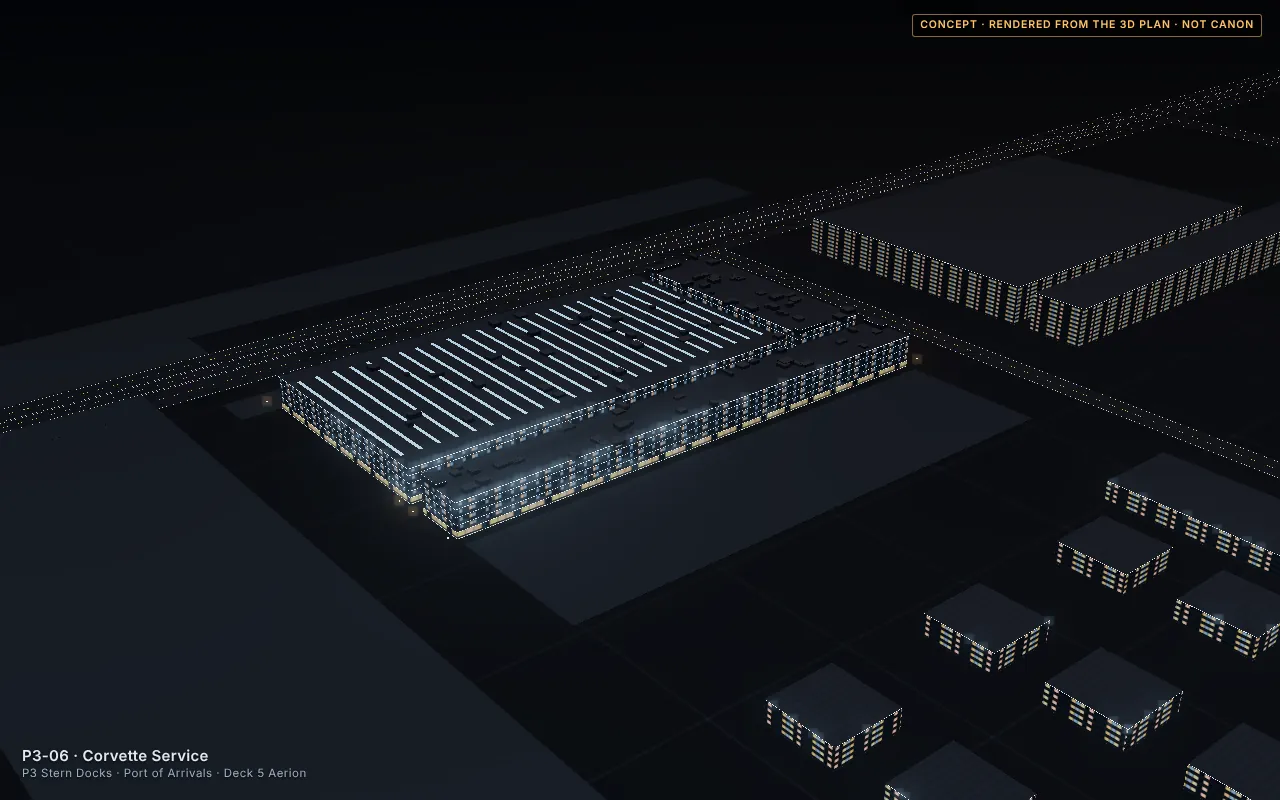 CONCEPT · RENDERED FROM THE 3D PLAN · NOT CANON
P3-06 · Corvette Service
P3 Stern Docks · Port of Arrivals · Deck 5 Aerion